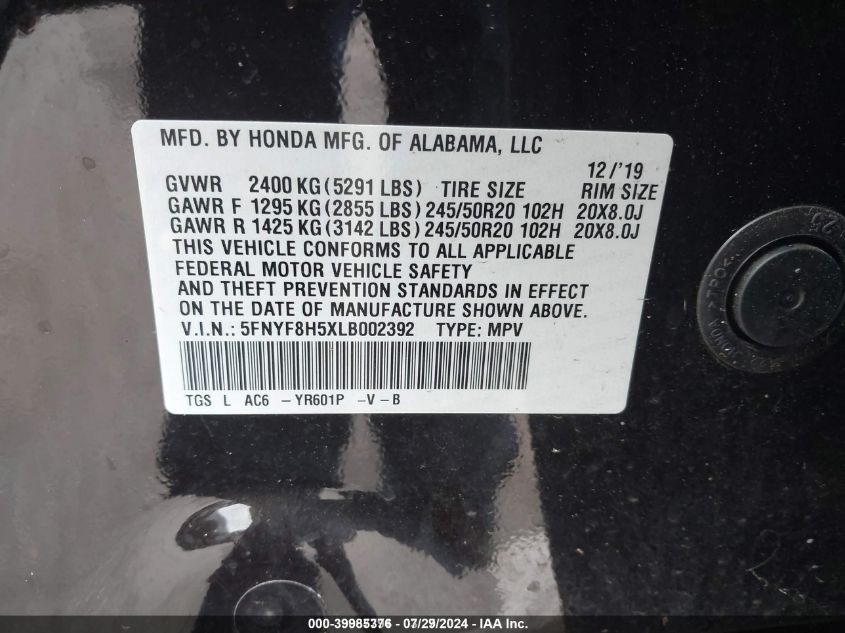 MFD. BY HONDA MFG. OF ALABAMA, LLC
12/'19
GVWR 2400 KG (5291 LBS) TIRE SIZE RIM SIZE
GAWR F 1295 KG (2855 LBS) 245/50R20 102H 20X8.0J
GAWR R 1425 KG (3142 LBS) 245/50R20 102H 20X8.0J
THIS VEHICLE CONFORMS TO ALL APPLICABLE
FEDERAL MOTOR VEHICLE SAFETY
AND THEFT PREVENTION STANDARDS IN EFFECT
ON THE DATE OF MANUFACTURE SHOWN ABOVE.
V.I.N.: 5FNYF8H5XLB002392 TYPE: MPV
TGS L AC6 -YR601P -V-B
>TPO<
000-39985376 | 07/29/2024 - IAA Inc.